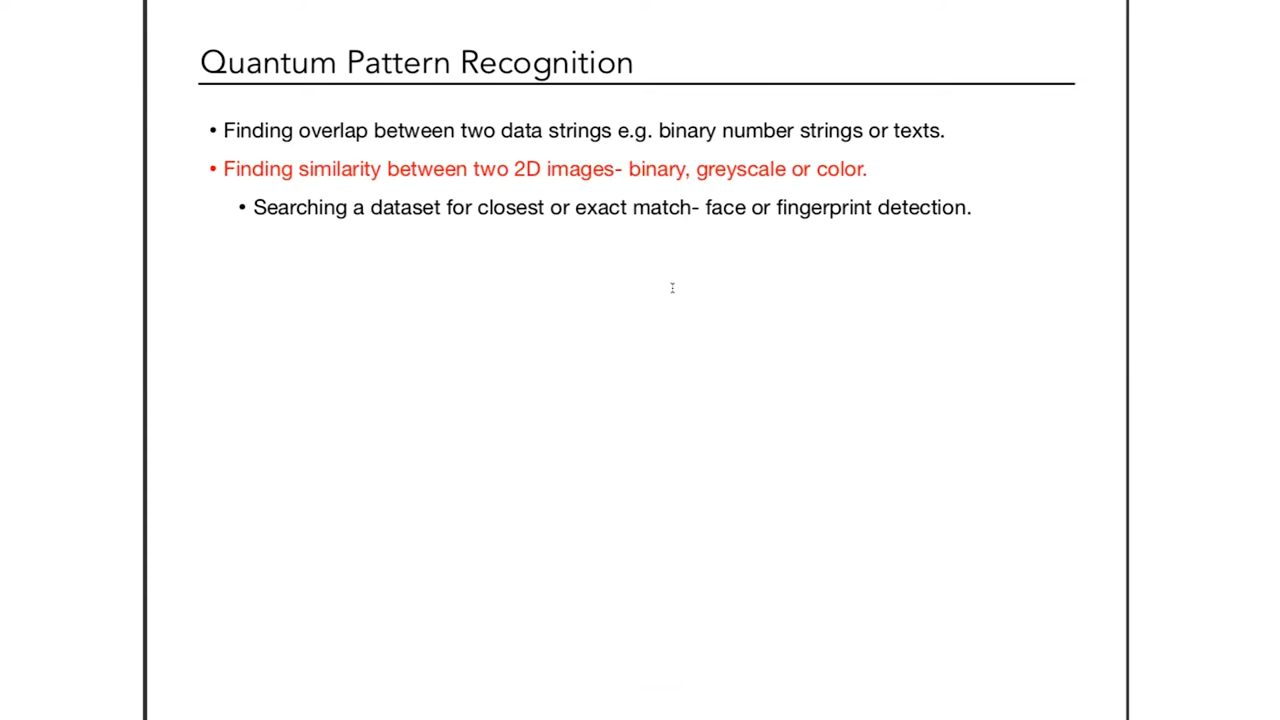 Quantum Pattern Recognition
• Finding overlap between two data strings e.g. binary number strings or texts.
• Finding similarity between two 2D images- binary, greyscale or color.
• Searching a dataset for closest or exact match- face or fingerprint detection.